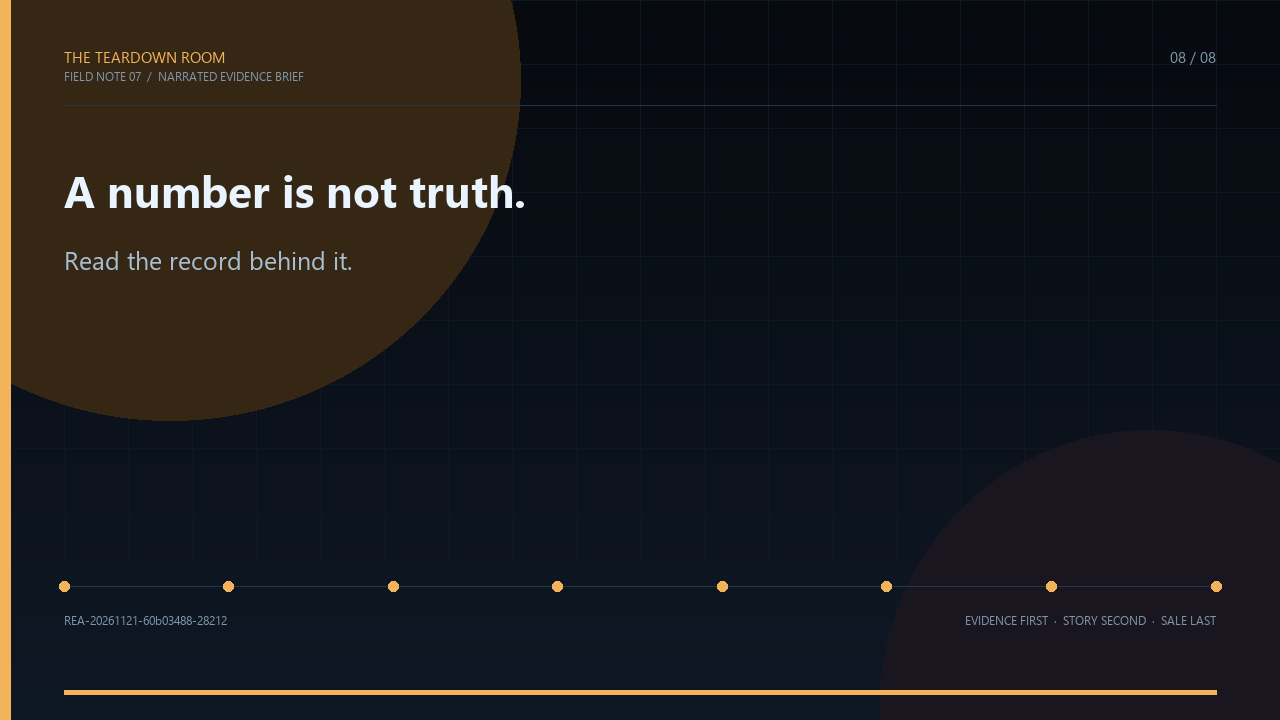 THE TEARDOWN ROOM
08 / 08
FIELD NOTE 07 / NARRATED EVIDENCE BRIEF
A number is not truth.
Read the record behind it.
REA-20261121-60b03488-28212
EVIDENCE FIRST · STORY SECOND · SALE LAST